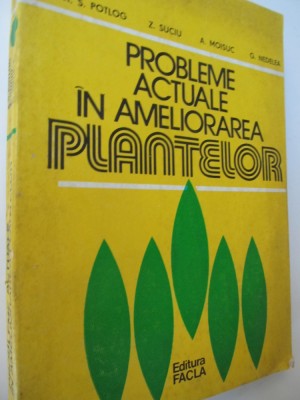 S. POTLOG Z. SUCIU A. MOISUC G. NEDELEA
PROBLEME
ACTUALE
ÎN AMELIORAREA
PLANTELOR
Editura
FACLA